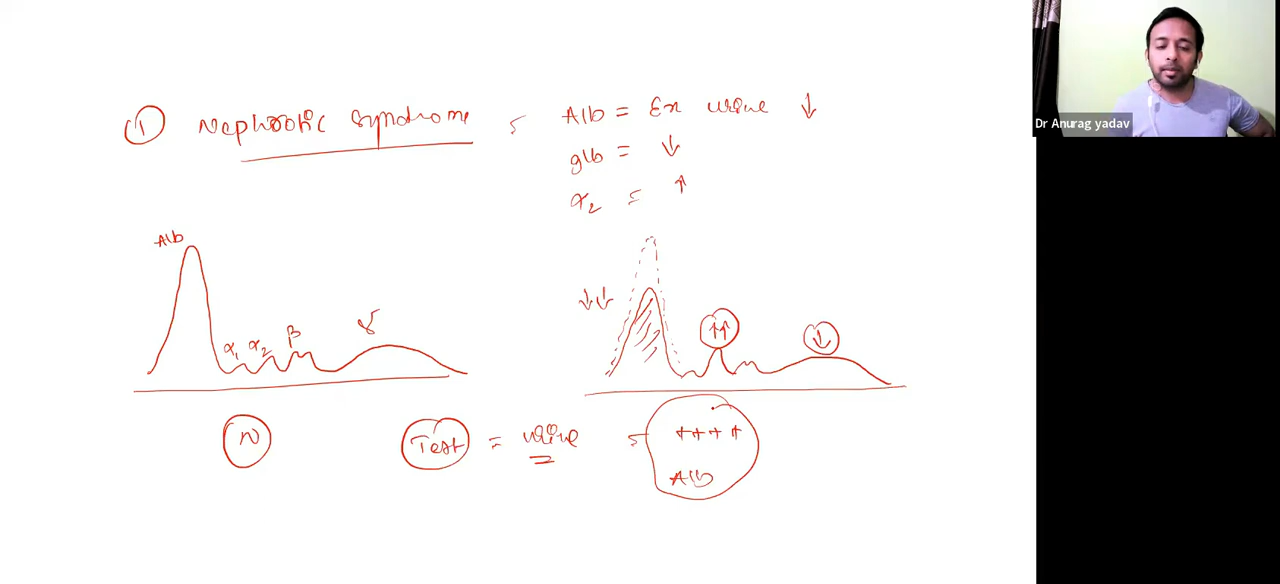 ① Nephrotic Syndrome = Alb = Ex urine ↓
glb = ↓
α₂ = ↑
Dr Anurag yadav
Alb
α₁ α₂ β γ
↓↓ ↑↑ ↓
N
Test = urine = ++++
Alb